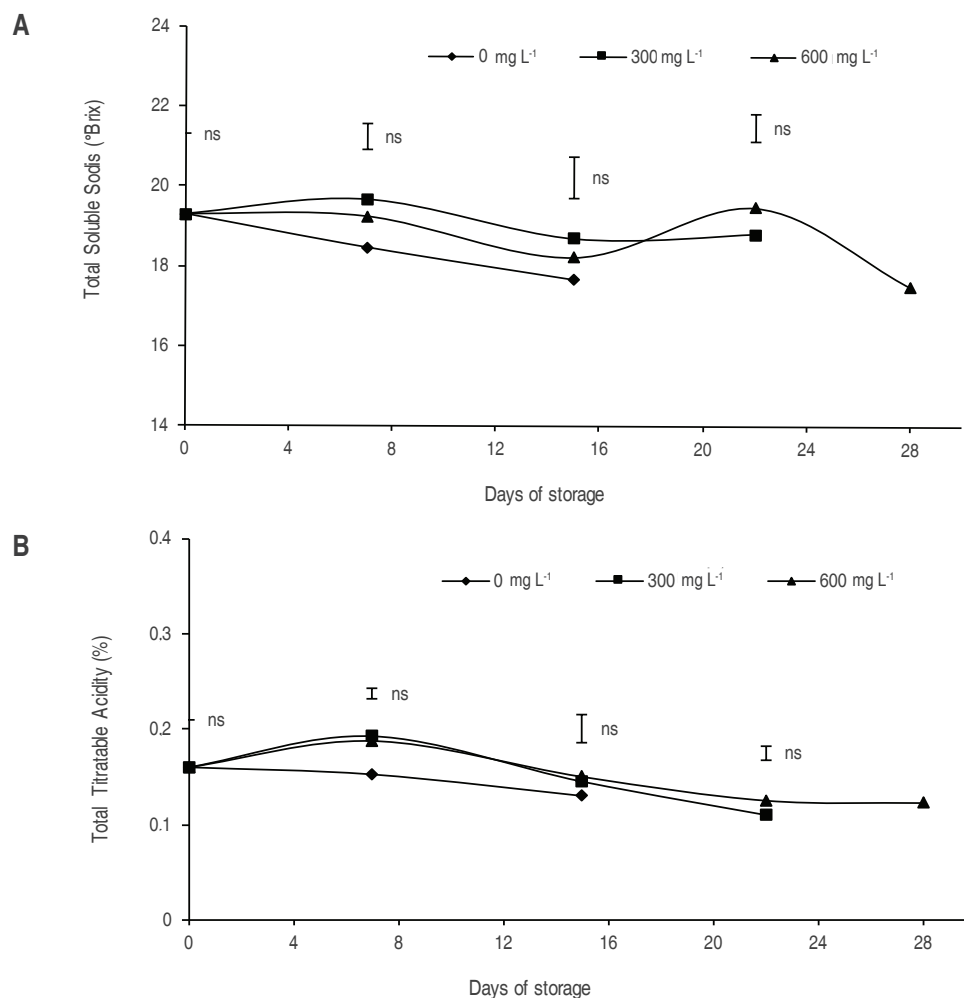 A
24
22
20
18
16
14
Total Soluble Sodis (°Brix)
0 mg L-1 300 mg L-1 600 mg L-1
ns
ns
ns
ns
0 4 8 12 16 20 24 28
Days of storage
B
0.4
0.3
0.2
0.1
0
Total Titratable Acidity (%)
0 mg L-1 300 mg L-1 600 mg L-1
ns
ns
ns
ns
0 4 8 12 16 20 24 28
Days of storage